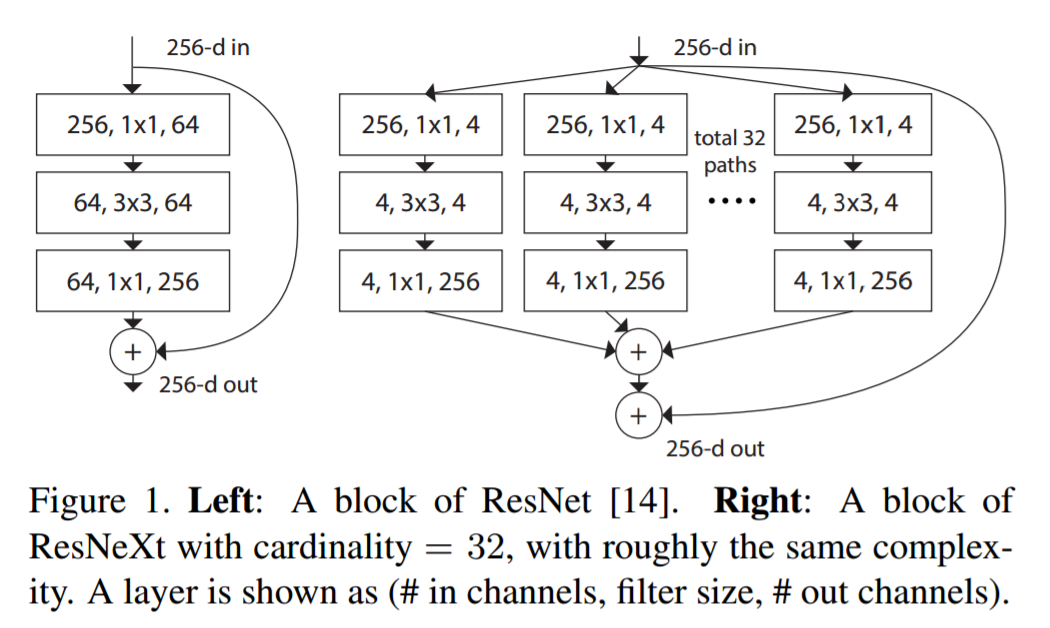 256-d in
256, 1x1, 64
64, 3x3, 64
64, 1x1, 256
+
256-d out
256-d in
256, 1x1, 4
4, 3x3, 4
4, 1x1, 256
256, 1x1, 4
4, 3x3, 4
4, 1x1, 256
total 32
paths
....
256, 1x1, 4
4, 3x3, 4
4, 1x1, 256
+
+
256-d out
Figure 1. Left: A block of ResNet [14]. Right: A block of
ResNeXt with cardinality = 32, with roughly the same complex-
ity. A layer is shown as (# in channels, filter size, # out channels).